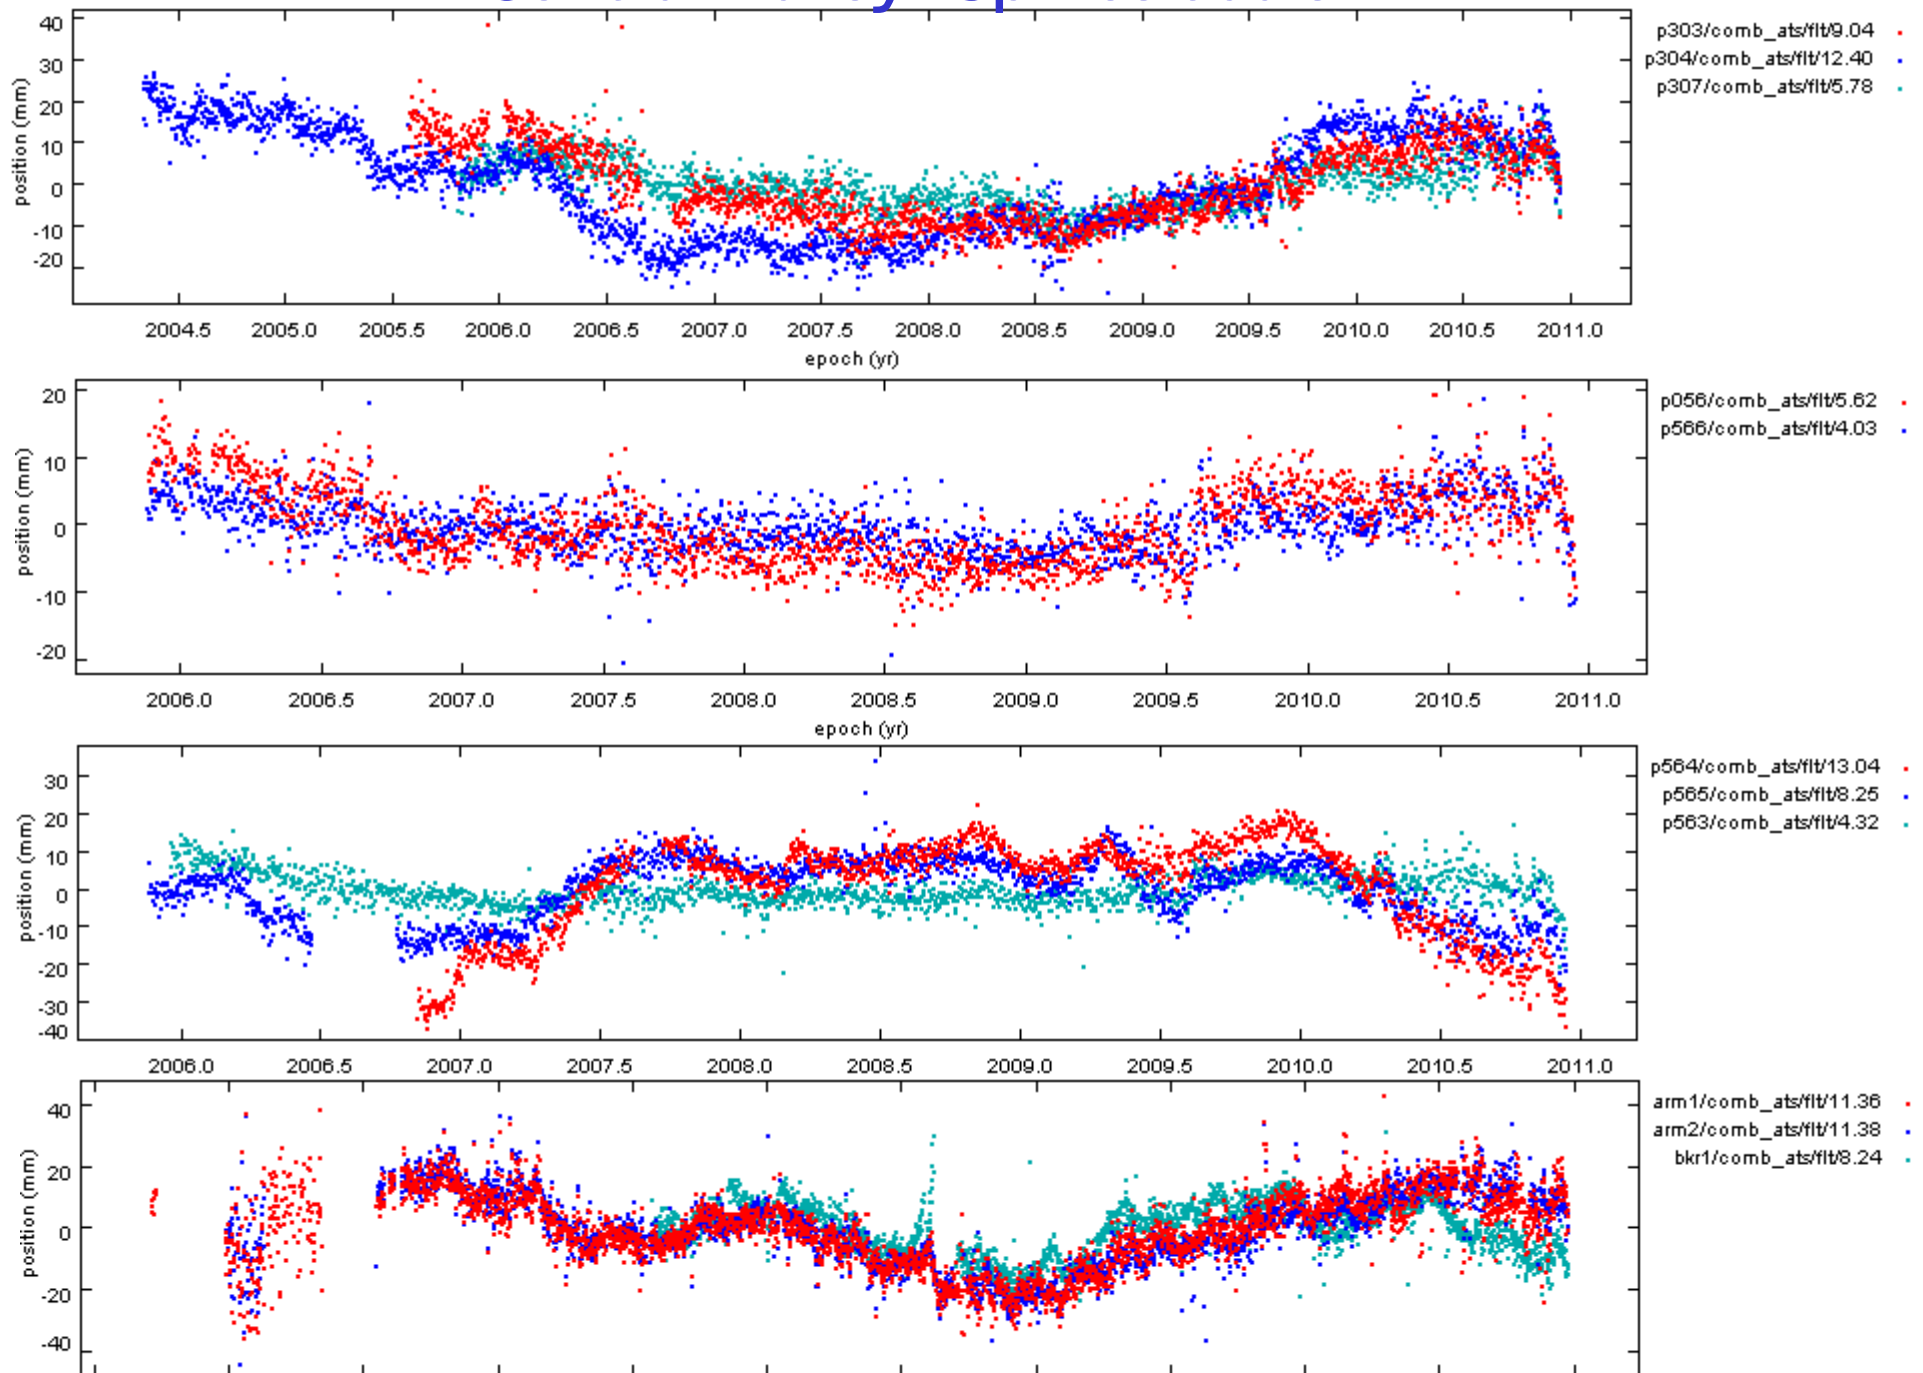 40
30
20
10
0
-10
-20
position (mm)
p303/comb_ats/flt/9.04
p304/comb_ats/flt/12.40
p307/comb_ats/flt/5.78
2004.5 2005.0 2005.5 2006.0 2006.5 2007.0 2007.5 2008.0 2008.5 2009.0 2009.5 2010.0 2010.5 2011.0
epoch (yr)
20
10
0
-10
-20
position (mm)
p056/comb_ats/flt/5.62
p566/comb_ats/flt/4.03
2006.0 2006.5 2007.0 2007.5 2008.0 2008.5 2009.0 2009.5 2010.0 2010.5 2011.0
epoch (yr)
30
20
10
0
-10
-20
-30
-40
position (mm)
p564/comb_ats/flt/13.04
p565/comb_ats/flt/8.25
p563/comb_ats/flt/4.32
2006.0 2006.5 2007.0 2007.5 2008.0 2008.5 2009.0 2009.5 2010.0 2010.5 2011.0
40
20
0
-20
-40
position (mm)
arm1/comb_ats/flt/11.36
arm2/comb_ats/flt/11.38
bkr1/comb_ats/flt/8.24